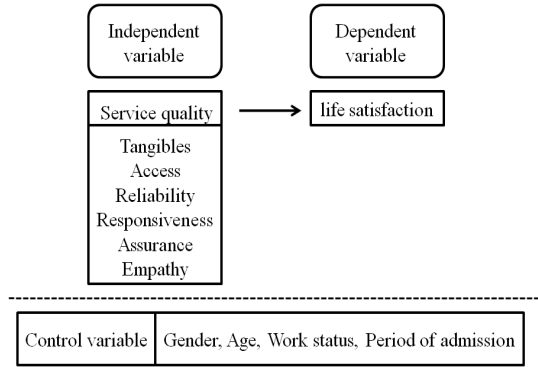 Independent
variable
Dependent
variable
Service quality
life satisfaction
Tangibles
Access
Reliability
Responsiveness
Assurance
Empathy
Control variable
Gender, Age, Work status, Period of admission